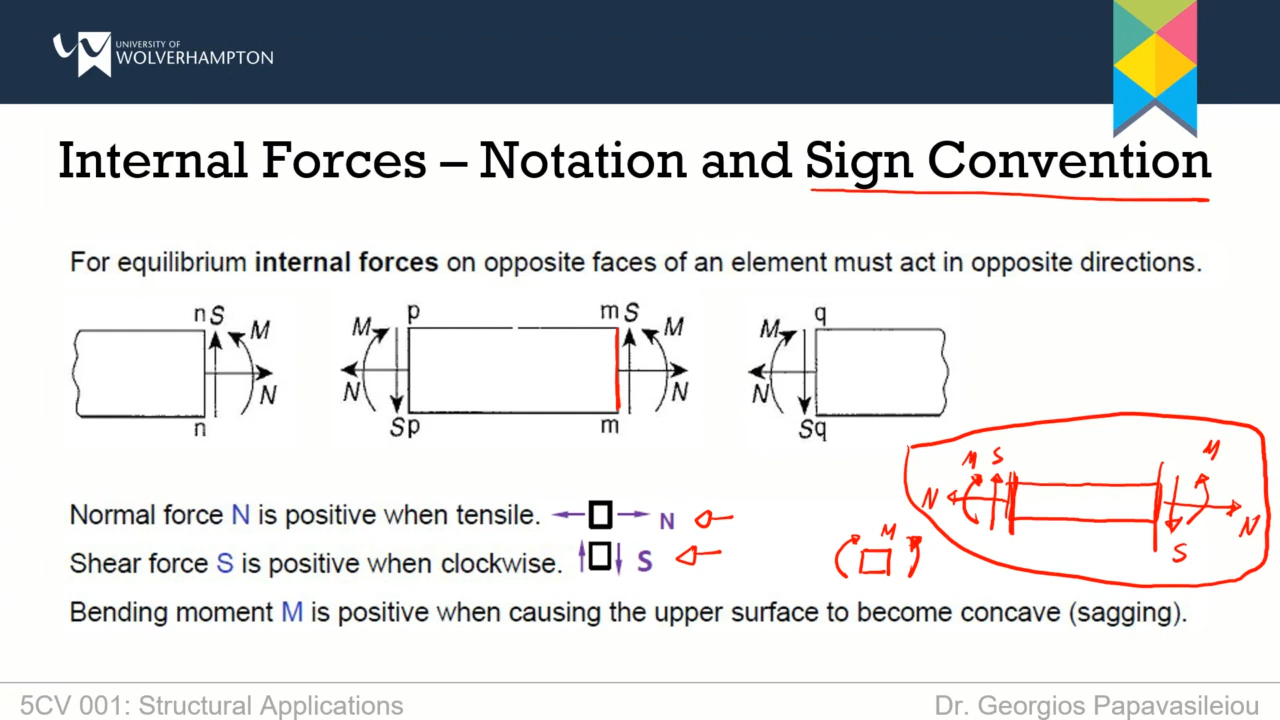 UNIVERSITY OF
WOLVERHAMPTON
Internal Forces – Notation and Sign Convention
For equilibrium internal forces on opposite faces of an element must act in opposite directions.
n S M N n
p M N S p m S M N m
q M N S q
Normal force N is positive when tensile. N
Shear force S is positive when clockwise. S
Bending moment M is positive when causing the upper surface to become concave (sagging).
M
N M S M N S
5CV 001: Structural Applications
Dr. Georgios Papavasileiou